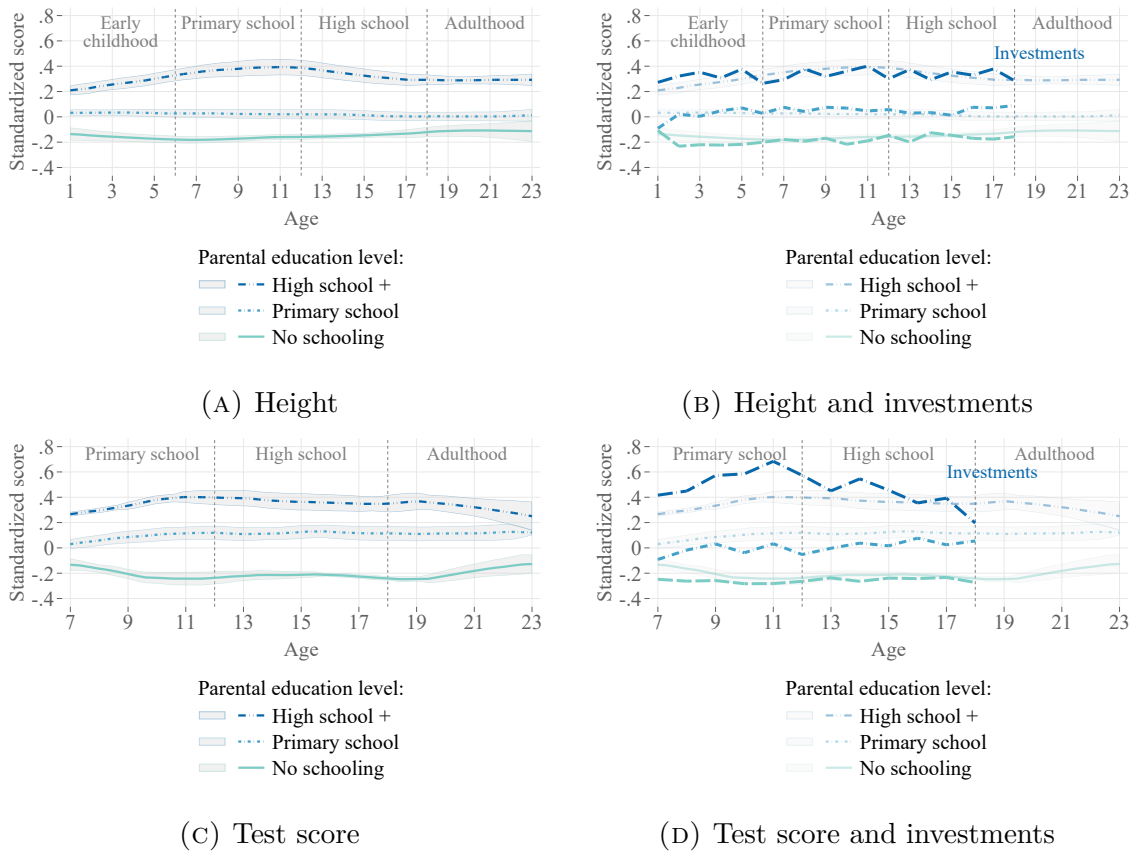 Standardized score
.8
.6
.4
.2
0
-.2
-.4
Early childhood
Primary school
High school
Adulthood
1 3 5 7 9 11 13 15 17 19 21 23
Age
Parental education level:
High school +
Primary school
No schooling
(A) Height
Standardized score
.8
.6
.4
.2
0
-.2
-.4
Early childhood
Primary school
High school
Adulthood
Investments
1 3 5 7 9 11 13 15 17 19 21 23
Age
Parental education level:
High school +
Primary school
No schooling
(B) Height and investments
Standardized score
.8
.6
.4
.2
0
-.2
-.4
Primary school
High school
Adulthood
7 9 11 13 15 17 19 21 23
Age
Parental education level:
High school +
Primary school
No schooling
(C) Test score
Standardized score
.8
.6
.4
.2
0
-.2
-.4
Primary school
High school
Adulthood
Investments
7 9 11 13 15 17 19 21 23
Age
Parental education level:
High school +
Primary school
No schooling
(D) Test score and investments